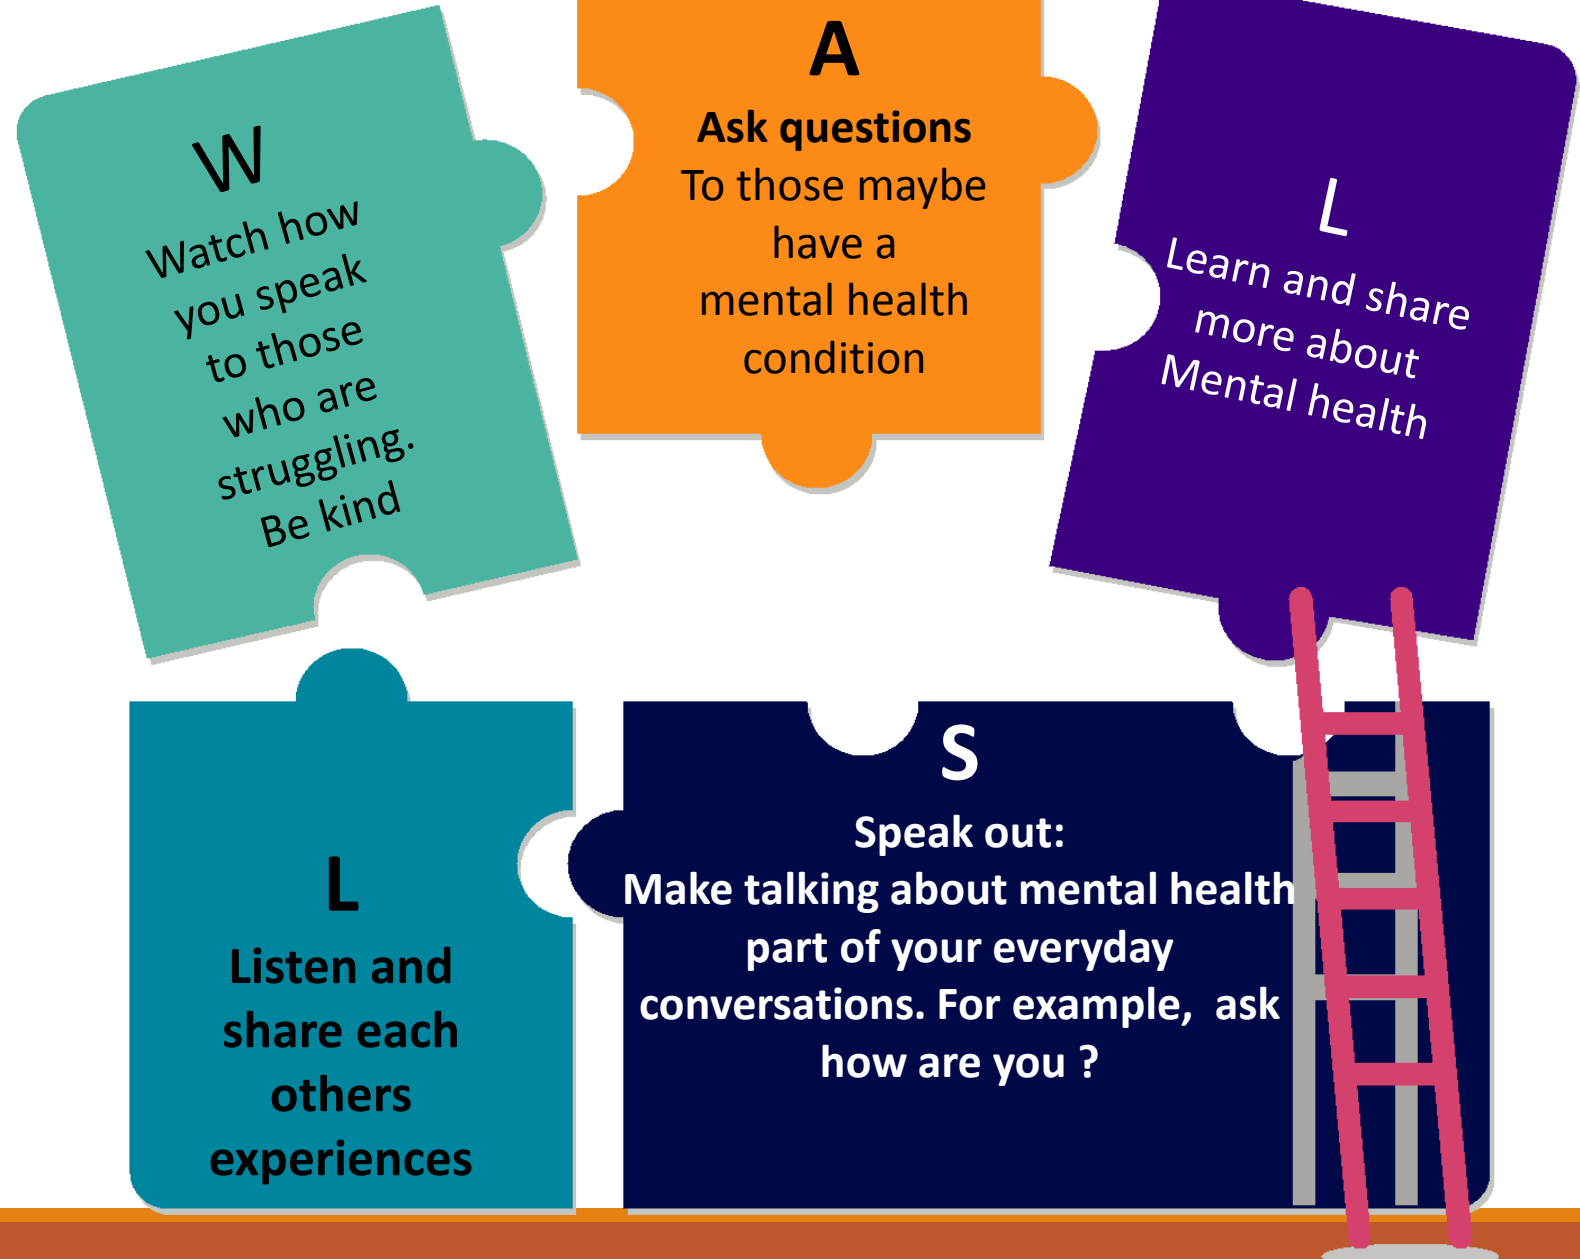 W
Watch how
you speak
to those
who are
struggling.
Be kind
A
Ask questions
To those maybe
have a
mental health
condition
L
Learn and share
more about
Mental health
L
Listen and
share each
others
experiences
S
Speak out:
Make talking about mental health
part of your everyday
conversations. For example,  ask
how are you ?